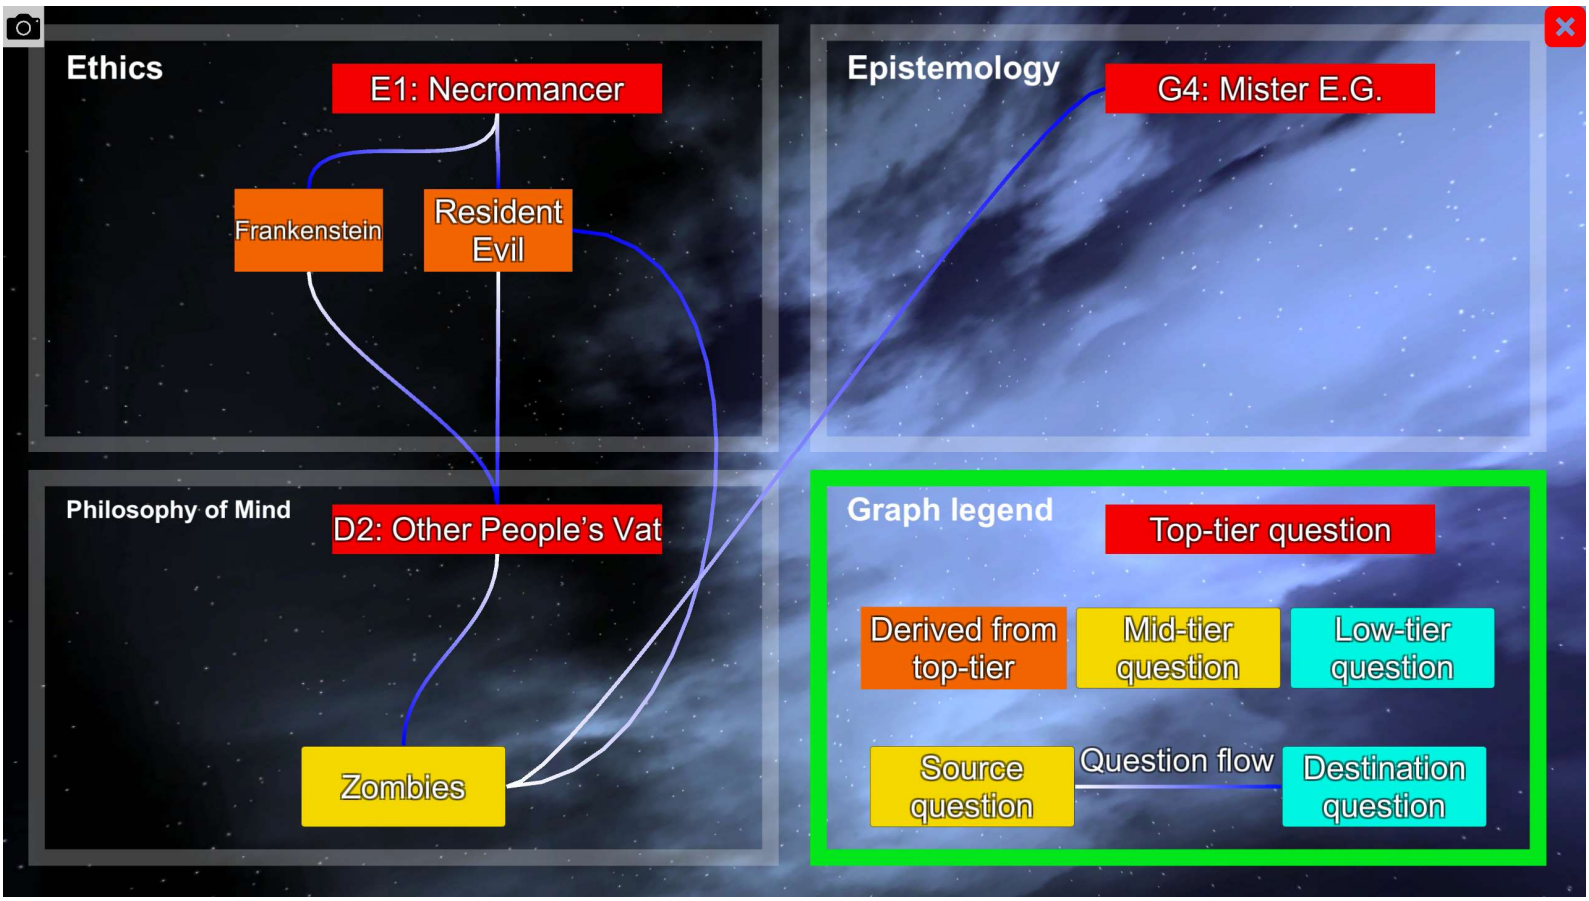 Ethics
E1: Necromancer
Frankenstein
Resident
Evil
Epistemology
G4: Mister E.G.
Philosophy of Mind
D2: Other People’s Vat
Zombies
Graph legend
Top-tier question
Derived from
top-tier
Mid-tier
question
Low-tier
question
Source
question
Question flow
Destination
question